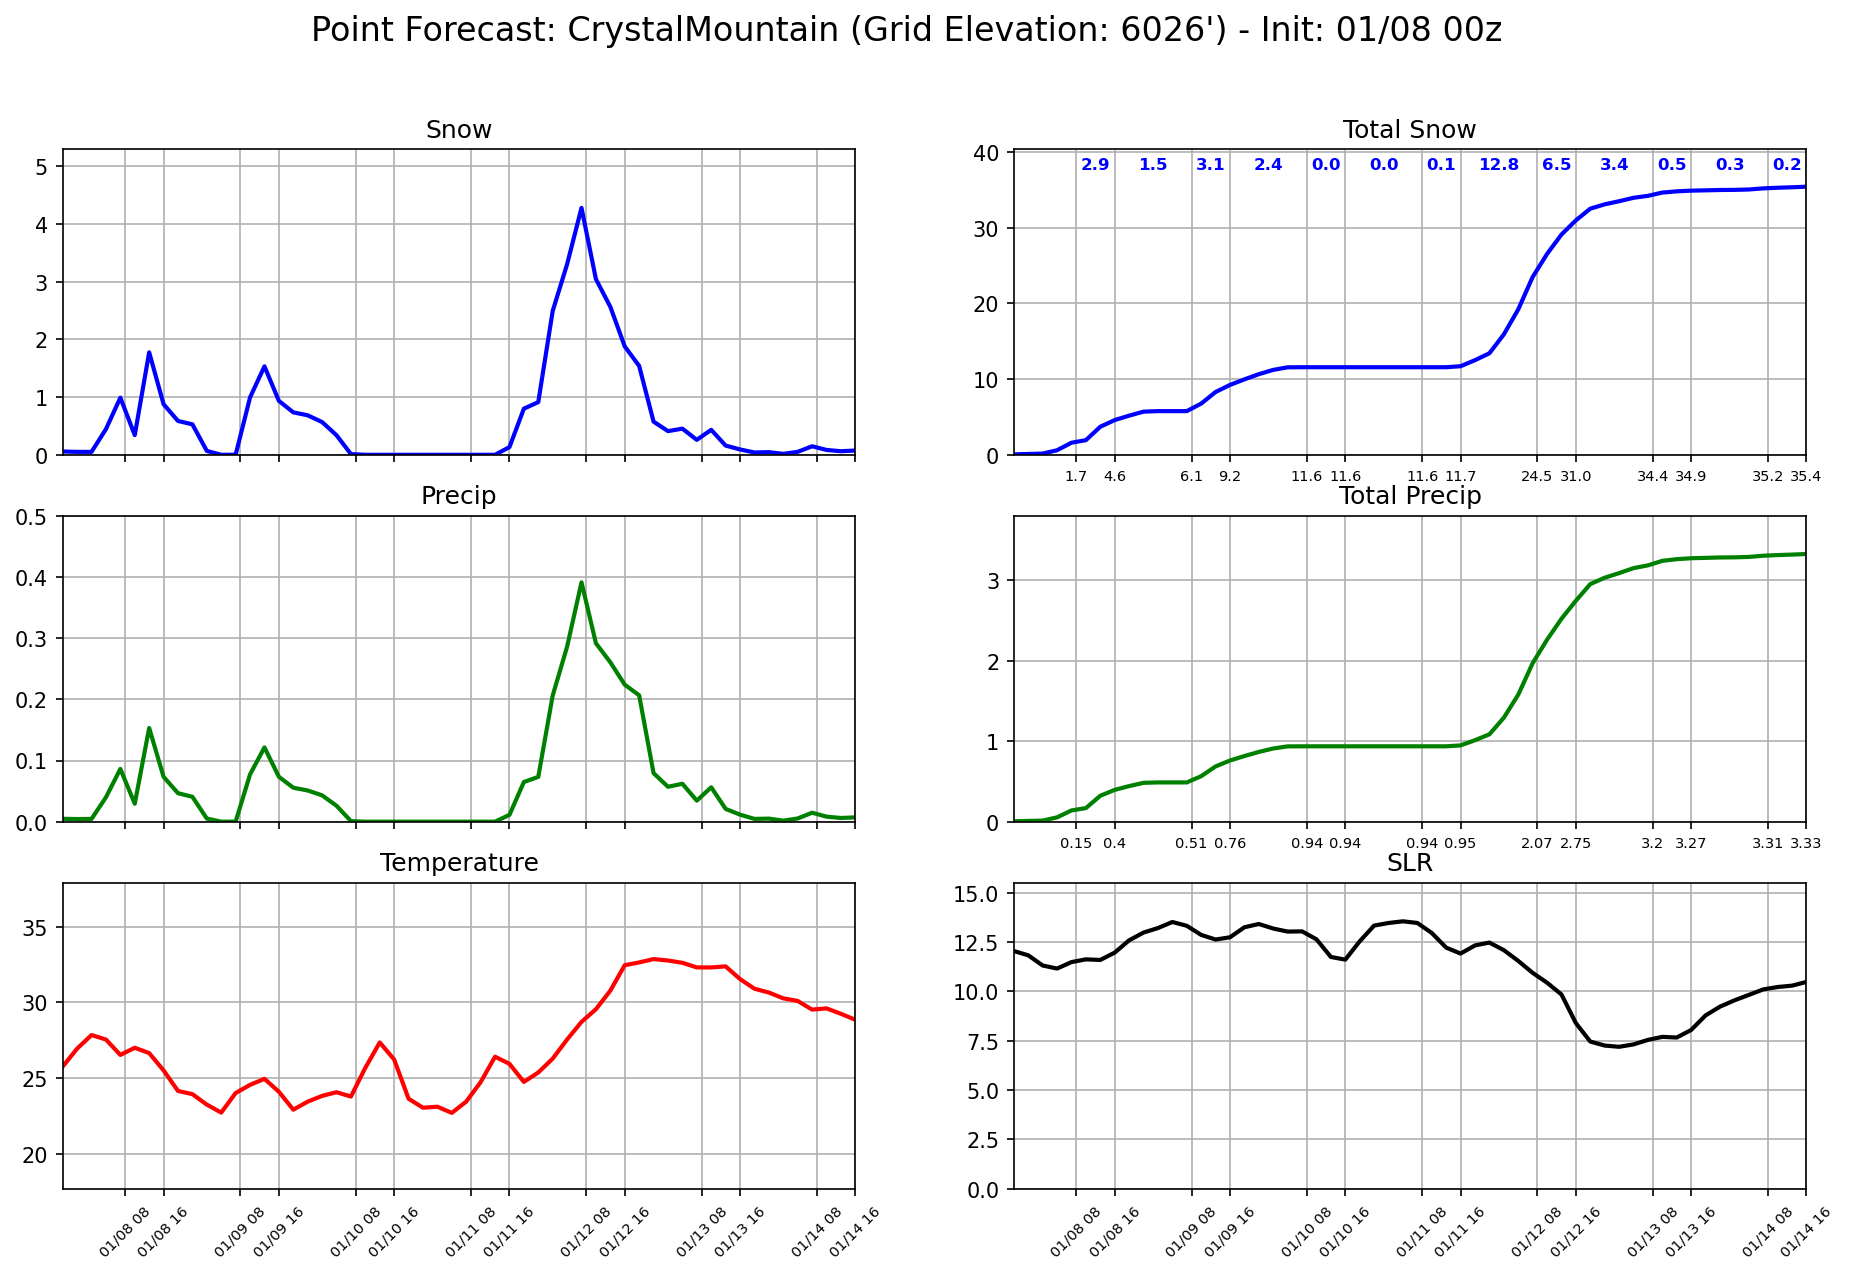 Point Forecast: CrystalMountain (Grid Elevation: 6026') - Init: 01/08 00z
Snow
5
4
3
2
1
0
Total Snow
40
30
20
10
0
2.9 1.5 3.1 2.4 0.0 0.0 0.1 12.8 6.5 3.4 0.5 0.3 0.2
1.7 4.6 6.1 9.2 11.6 11.6 11.6 11.7 24.5 31.0 34.4 34.9 35.2 35.4
Precip
0.5
0.4
0.3
0.2
0.1
0.0
Total Precip
3
2
1
0
0.15 0.4 0.51 0.76 0.94 0.94 0.94 0.95 2.07 2.75 3.2 3.27 3.31 3.33
Temperature
35
30
25
20
01/08 08 01/08 16 01/09 08 01/09 16 01/10 08 01/10 16 01/11 08 01/11 16 01/12 08 01/12 16 01/13 08 01/13 16 01/14 08 01/14 16
SLR
15.0
12.5
10.0
7.5
5.0
2.5
0.0
01/08 08 01/08 16 01/09 08 01/09 16 01/10 08 01/10 16 01/11 08 01/11 16 01/12 08 01/12 16 01/13 08 01/13 16 01/14 08 01/14 16